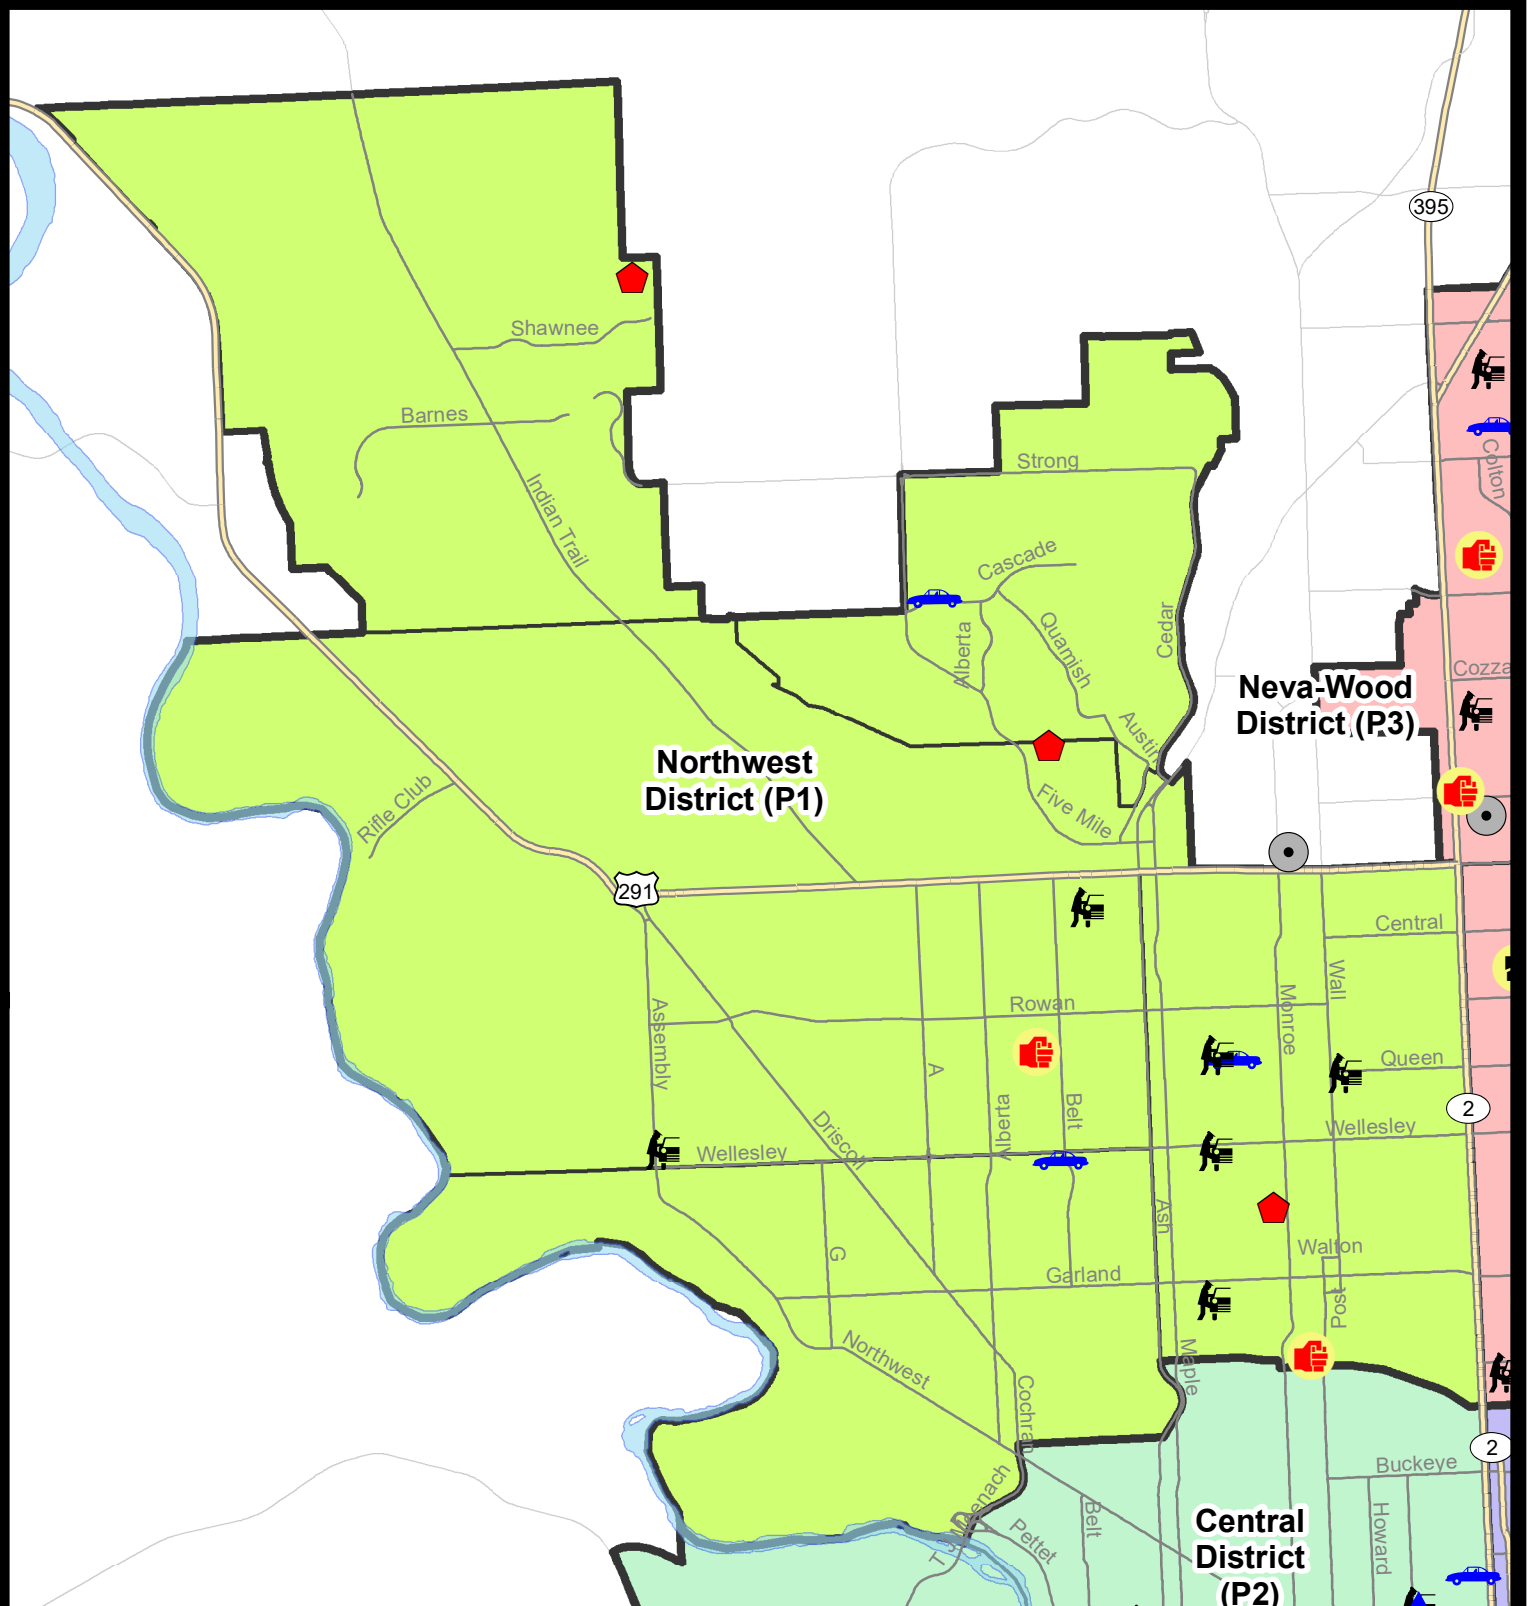 395
Shawnee
Barnes
Colton
Strong
Indian Trail
Cascade
Alberta
Quamish
Cedar
Cozza
Neva-Wood
District (P3)
Austin
Northwest
District (P1)
Rifle Club
Five Mile
291
Central
Wall
Assembly
Rowan
Monroe
A
Queen
Alberta
Belt
2
Driscoll
Wellesley
Wellesley
Ash
G
Walton
Garland
Post
Northwest
Maple
Cochran
2
Buckeye
Pettet
Belt
Howard
Central
District
(P2)